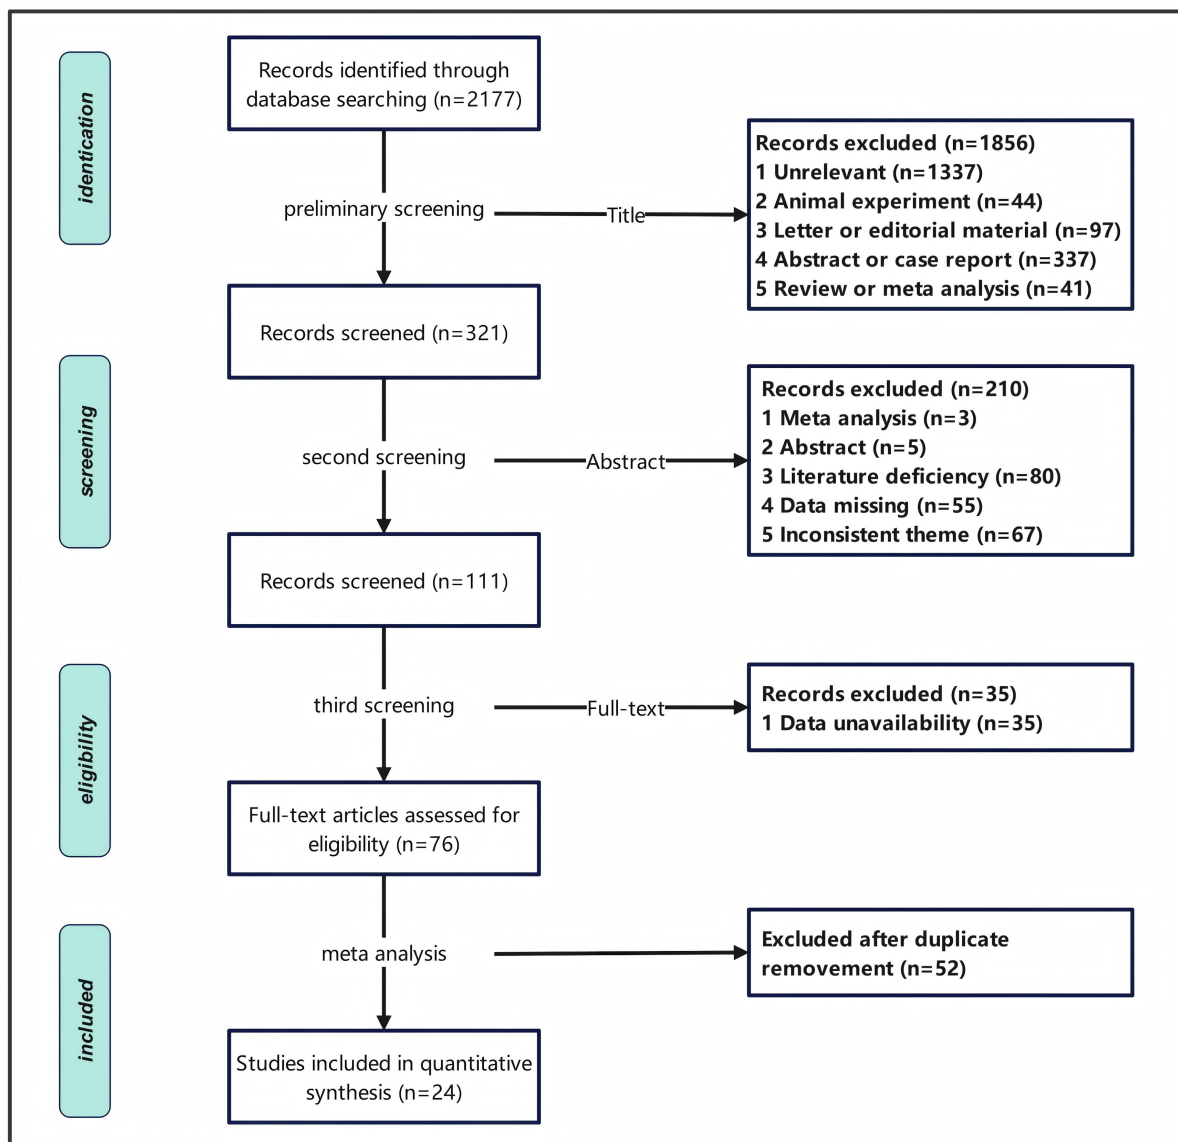 identication
Records identified through
database searching (n=2177)
preliminary screening
Title
Records excluded (n=1856)
1 Unrelevant (n=1337)
2 Animal experiment (n=44)
3 Letter or editorial material (n=97)
4 Abstract or case report (n=337)
5 Review or meta analysis (n=41)
Records screened (n=321)
screening
second screening
Abstract
Records excluded (n=210)
1 Meta analysis (n=3)
2 Abstract (n=5)
3 Literature deficiency (n=80)
4 Data missing (n=55)
5 Inconsistent theme (n=67)
Records screened (n=111)
eligibility
third screening
Full-text
Records excluded (n=35)
1 Data unavailability (n=35)
Full-text articles assessed for
eligibility (n=76)
included
meta analysis
Excluded after duplicate
removement (n=52)
Studies included in quantitative
synthesis (n=24)